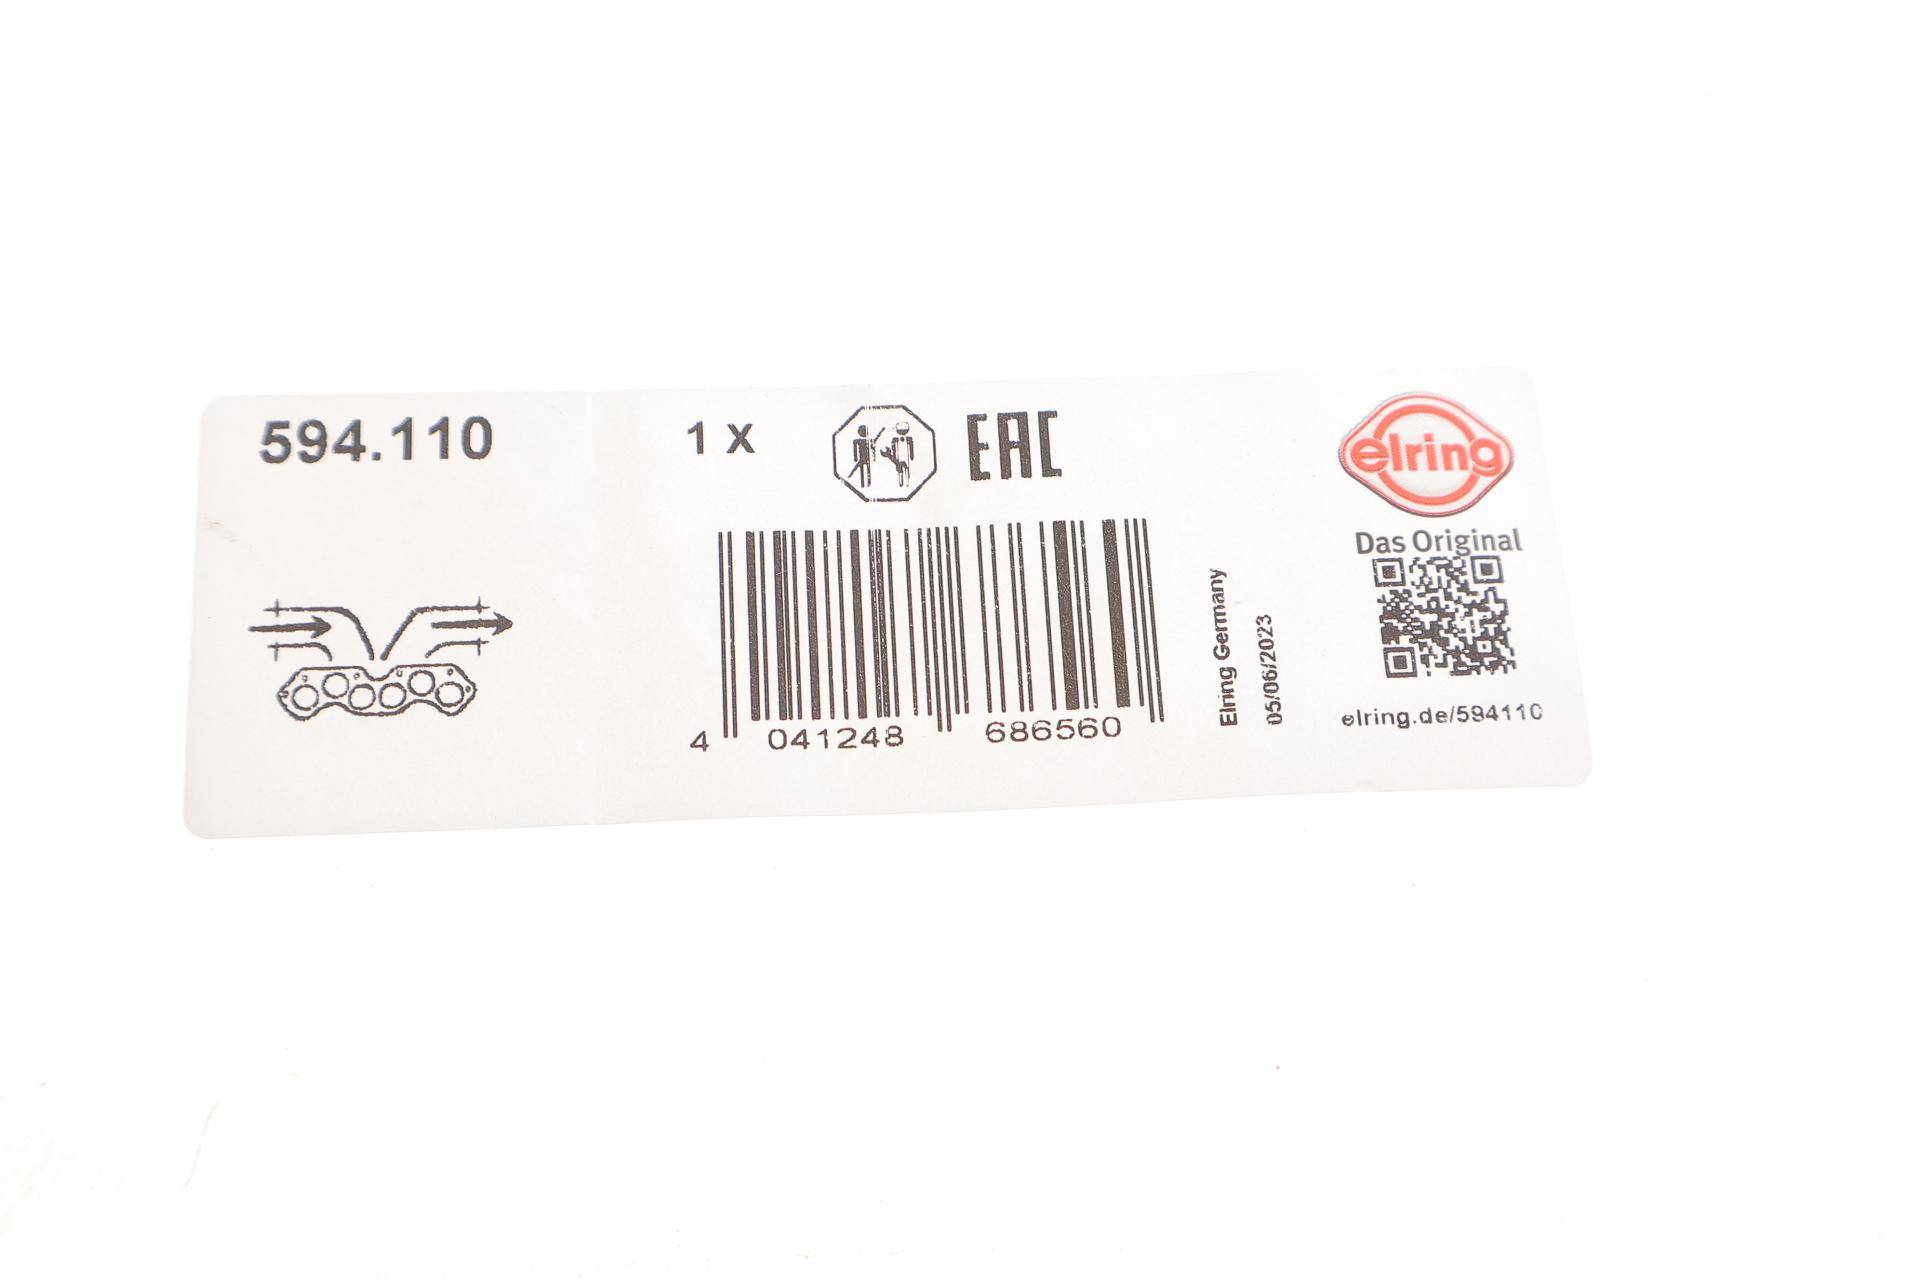 594.110
1 x
EAC
elring
Das Original
4 041248 686560
Elring Germany
05/06/2023
elring.de/594110